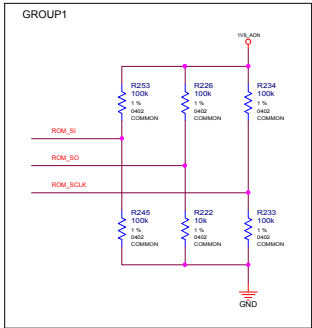 GROUP1
1V8_AON
R253
100k
1 %
0402
COMMON
R226
100k
1 %
0402
COMMON
R234
100k
1 %
0402
COMMON
ROM_SI
ROM_SO
ROM_SCLK
R245
100k
1 %
0402
COMMON
R222
10k
1 %
0402
COMMON
R233
100k
1 %
0402
COMMON
GND